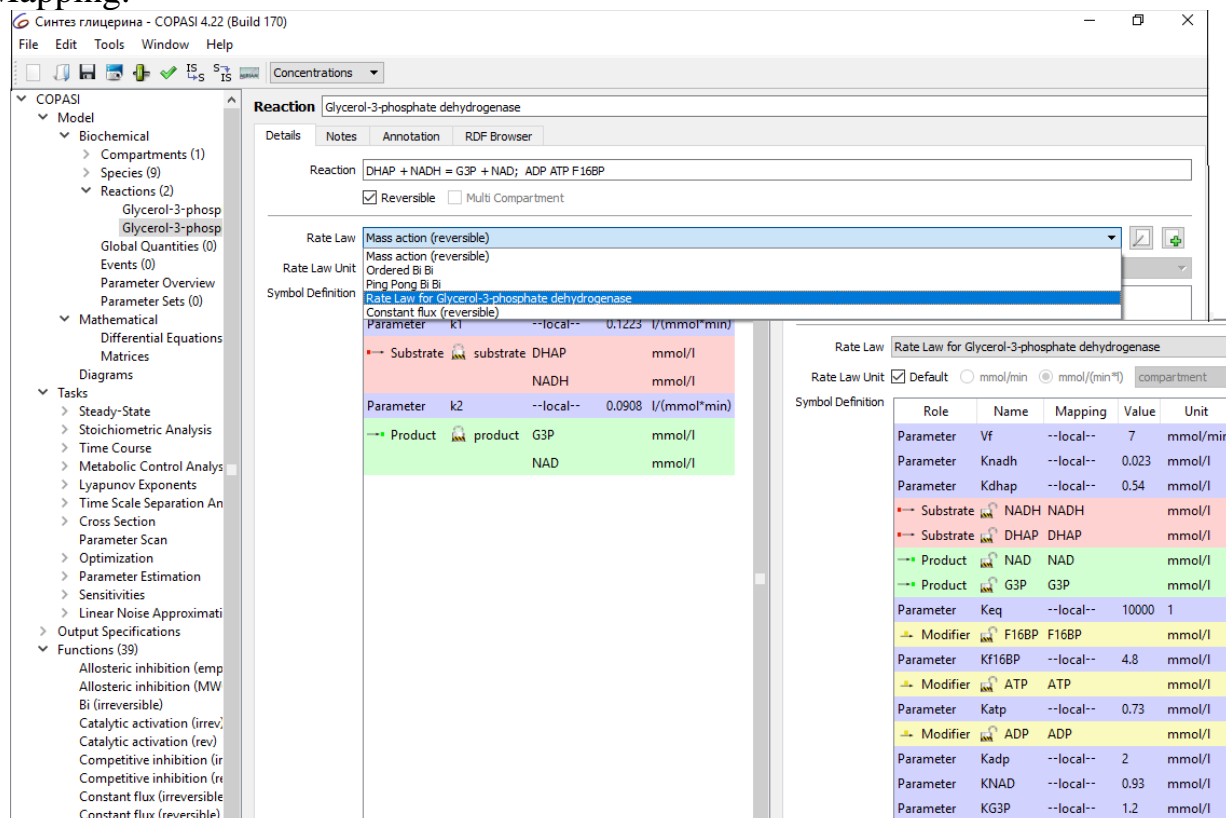 Mapping.
Синтез глицерина - COPASI 4.22 (Build 170)
File Edit Tools Window Help
Concentrations
COPASI
Model
Biochemical
Compartments (1)
Species (9)
Reactions (2)
Glycerol-3-phosp
Glycerol-3-phosp
Global Quantities (0)
Events (0)
Parameter Overview
Parameter Sets (0)
Mathematical
Differential Equations
Matrices
Diagrams
Tasks
Steady-State
Stoichiometric Analysis
Time Course
Metabolic Control Analys
Lyapunov Exponents
Time Scale Separation An
Cross Section
Parameter Scan
Optimization
Parameter Estimation
Sensitivities
Linear Noise Approximati
Output Specifications
Functions (39)
Allosteric inhibition (emp
Allosteric inhibition (MW
Bi (irreversible)
Catalytic activation (irrev)
Catalytic activation (rev)
Competitive inhibition (ir
Competitive inhibition (re
Constant flux (irreversible
Constant flux (reversible)
Reaction Glycerol-3-phosphate dehydrogenase
Details Notes Annotation RDF Browser
Reaction DHAP + NADH = G3P + NAD; ADP ATP F16BP
Reversible Multi Compartment
Rate Law Mass action (reversible)
Mass action (reversible)
Rate Law Unit Ordered Bi Bi
Ping Pong Bi Bi
Symbol Definition Rate Law for Glycerol-3-phosphate dehydrogenase
Constant flux (reversible)
Parameter k1 --local-- 0.1223 l/(mmol*min)
Substrate substrate DHAP mmol/l
NADH mmol/l
Parameter k2 --local-- 0.0908 l/(mmol*min)
Product product G3P mmol/l
NAD mmol/l
Rate Law Rate Law for Glycerol-3-phosphate dehydrogenase
Rate Law Unit Default mmol/min mmol/(min*l) compartment
Symbol Definition
Role Name Mapping Value Unit
Parameter Vf --local-- 7 mmol/min
Parameter Knadh --local-- 0.023 mmol/l
Parameter Kdhap --local-- 0.54 mmol/l
Substrate NADH NADH mmol/l
Substrate DHAP DHAP mmol/l
Product NAD NAD mmol/l
Product G3P G3P mmol/l
Parameter Keq --local-- 10000 1
Modifier F16BP F16BP mmol/l
Parameter Kf16BP --local-- 4.8 mmol/l
Modifier ATP ATP mmol/l
Parameter Katp --local-- 0.73 mmol/l
Modifier ADP ADP mmol/l
Parameter Kadp --local-- 2 mmol/l
Parameter KNAD --local-- 0.93 mmol/l
Parameter KG3P --local-- 1.2 mmol/l